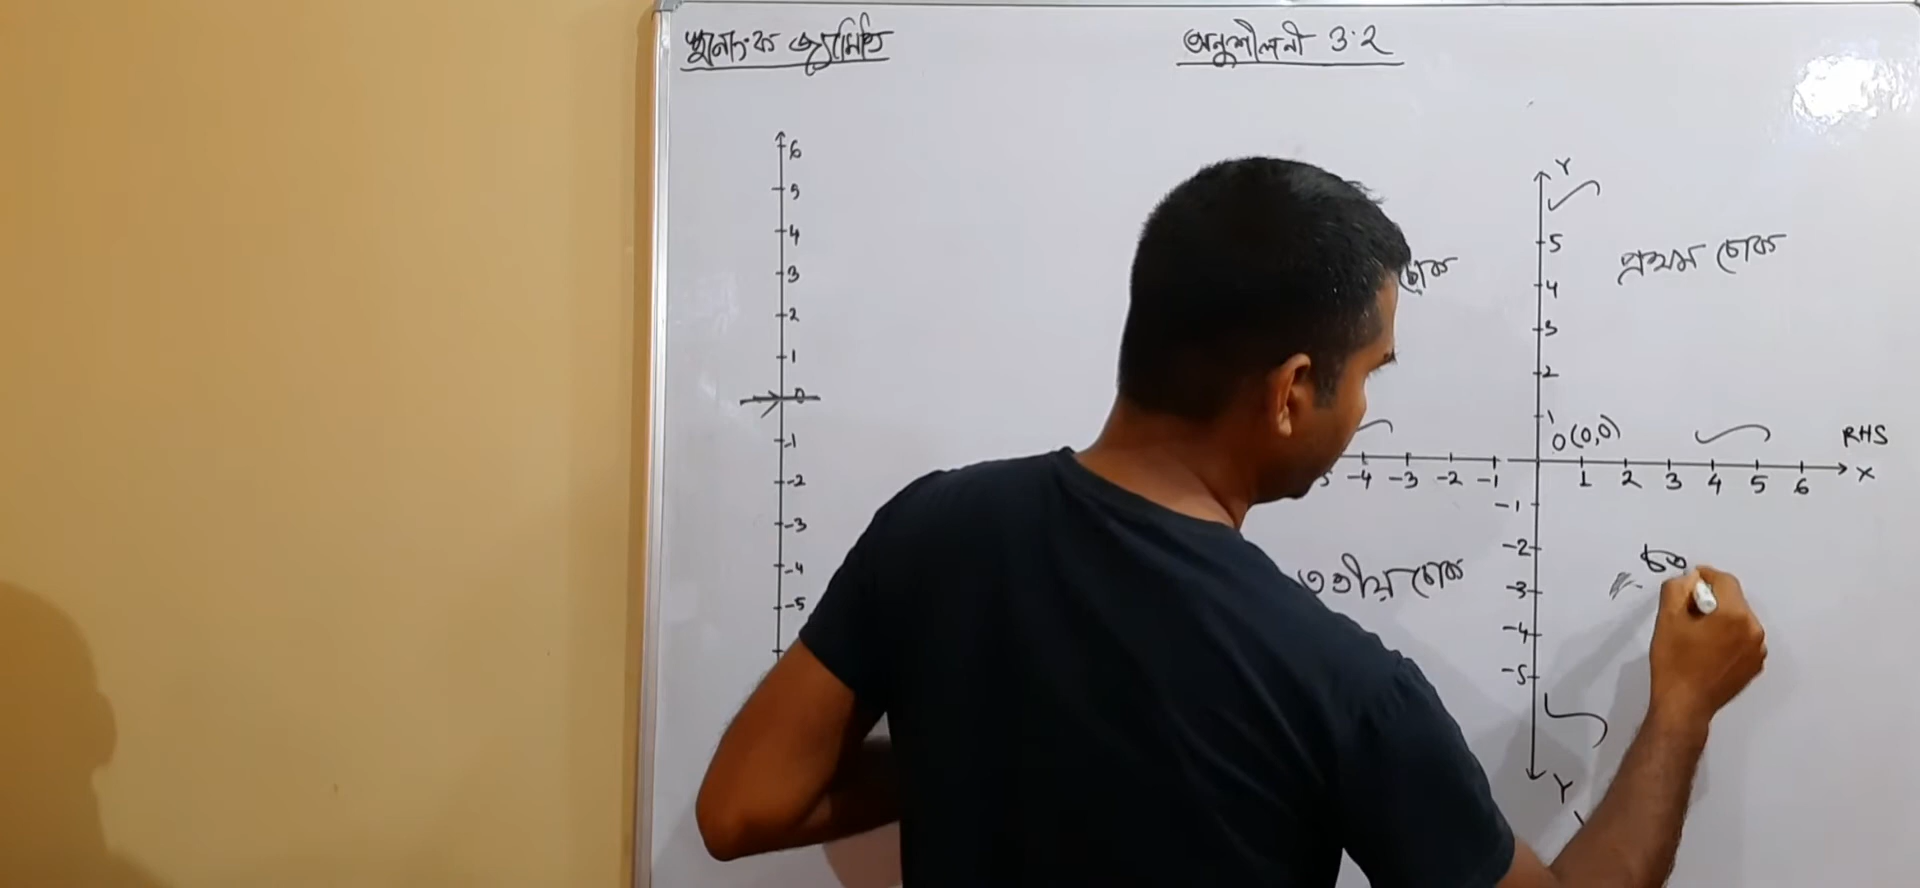 স্থানাংক জ্যামিতি
অনুশীলনী 3.2
6
5
4
3
2
1
0
-1
-2
-3
-4
-5
Y
5
4
3
2
1
প্রথম চোক
চোক
O(0,0)
RHS
-4 -3 -2 -1
1 2 3 4 5 6 X
-1
-2
-3
-4
-5
তৃতীয় চোক
চত
Y